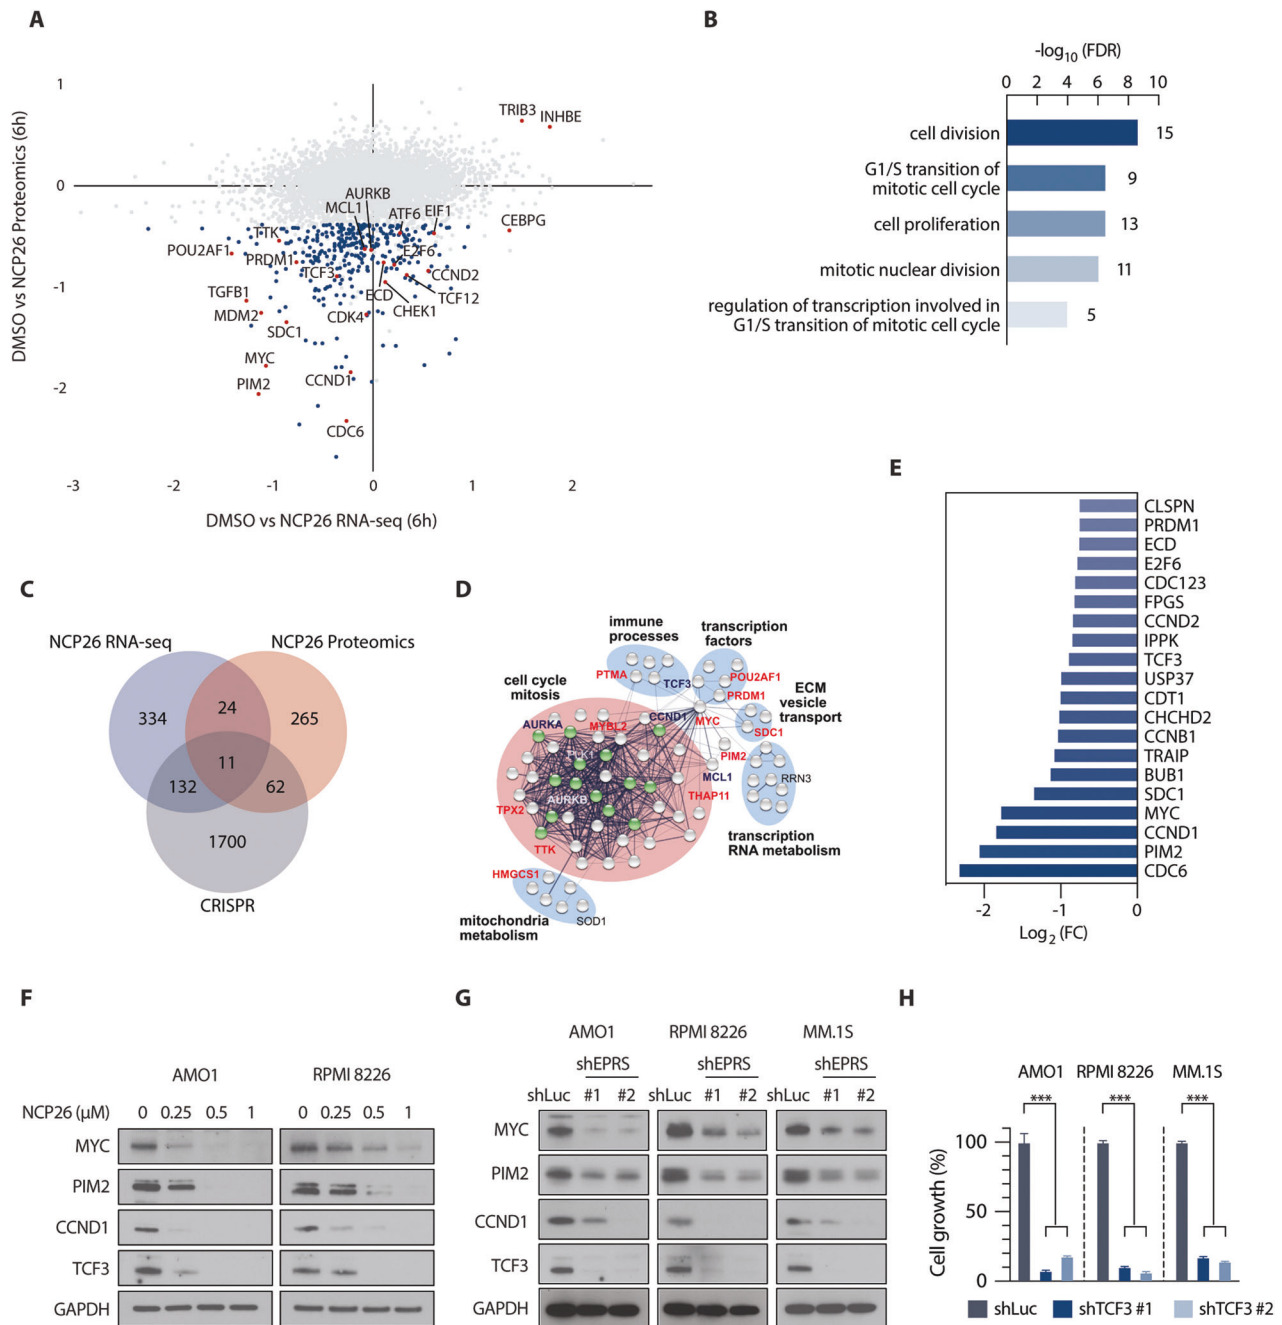 A
DMSO vs NCP26 Proteomics (6h)
1
0
-1
-2
-3
-2
-1
0
1
2
DMSO vs NCP26 RNA-seq (6h)
TRIB3
INHBE
AURKB
MCL1
ATF6
EIF1
CEBPG
TTK
POU2AF1
PRDM1
TCF3
E2F6
CCND2
TGFB1
ECD
TCF12
MDM2
CDK4
CHEK1
SDC1
MYC
CCND1
PIM2
CDC6
B
-log10 (FDR)
0 2 4 6 8 10
cell division 15
G1/S transition of
mitotic cell cycle 9
cell proliferation 13
mitotic nuclear division 11
regulation of transcription involved in
G1/S transition of mitotic cell cycle 5
C
NCP26 RNA-seq
NCP26 Proteomics
334
24
265
11
132
62
1700
CRISPR
D
immune
processes
transcription
factors
PTMA
TCF3
POU2AF1
PRDM1
cell cycle
mitosis
ECM
vesicle
transport
AURKA
MYBL2
CCND1
MYC
SDC1
PLK1
PIM2
MCL1
RRN3
AURKB
THAP11
TPX2
TTK
transcription
RNA metabolism
HMGCS1
SOD1
mitochondria
metabolism
E
CLSPN
PRDM1
ECD
E2F6
CDC123
FPGS
CCND2
IPPK
TCF3
USP37
CDT1
CHCHD2
CCNB1
TRAIP
BUB1
SDC1
MYC
CCND1
PIM2
CDC6
-2 -1 0
Log2 (FC)
F
AMO1 RPMI 8226
NCP26 (μM) 0 0.25 0.5 1 0 0.25 0.5 1
MYC
PIM2
CCND1
TCF3
GAPDH
G
AMO1 RPMI 8226 MM.1S
shEPRS shEPRS shEPRS
shLuc #1 #2 shLuc #1 #2 shLuc #1 #2
MYC
PIM2
CCND1
TCF3
GAPDH
H
AMO1 RPMI 8226 MM.1S
*** *** ***
Cell growth (%)
100
50
0
shLuc shTCF3 #1 shTCF3 #2